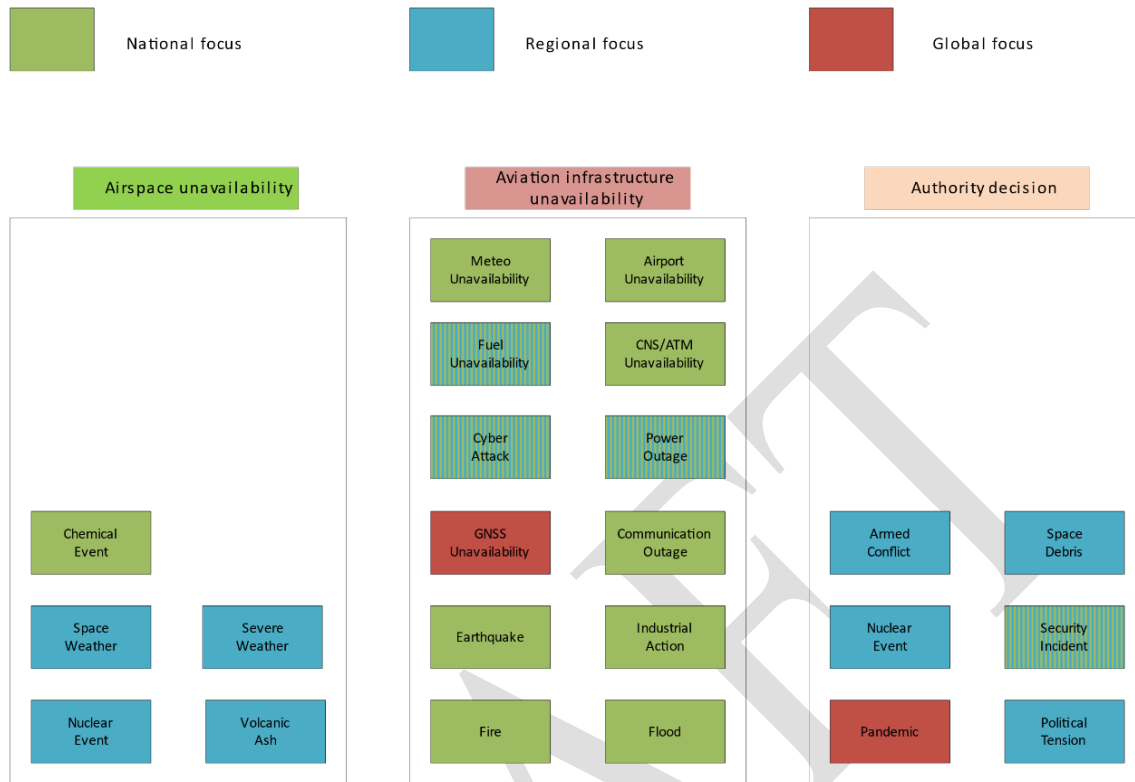 National focus
Regional focus
Global focus
Airspace unavailability
Aviation infrastructure
unavailability
Authority decision
Chemical
Event
Space
Weather
Severe
Weather
Nuclear
Event
Volcanic
Ash
Meteo
Unavailability
Airport
Unavailability
Fuel
Unavailability
CNS/ATM
Unavailability
Cyber
Attack
Power
Outage
GNSS
Unavailability
Communication
Outage
Earthquake
Industrial
Action
Fire
Flood
Armed
Conflict
Space
Debris
Nuclear
Event
Security
Incident
Pandemic
Political
Tension
AFT